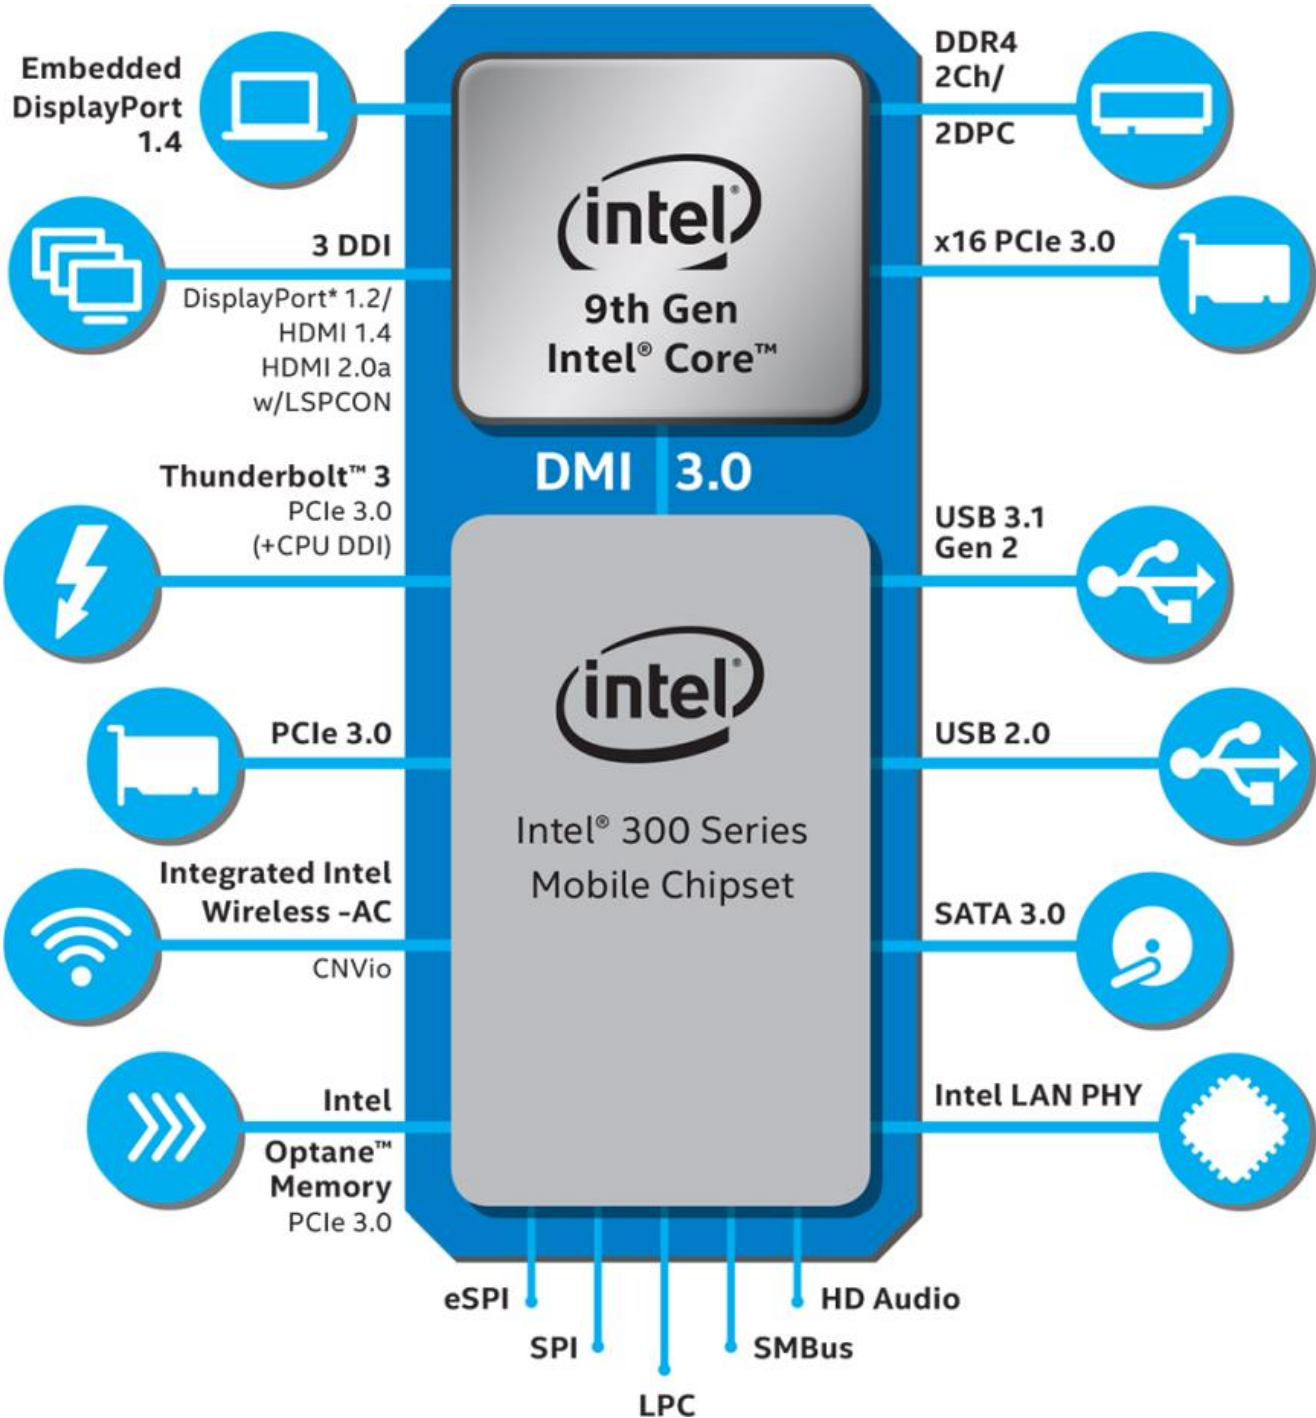 Embedded
DisplayPort
1.4
DDR4
2Ch/
2DPC
intel®
9th Gen
Intel® Core™
3 DDI
DisplayPort* 1.2/
HDMI 1.4
HDMI 2.0a
w/LSPCON
x16 PCIe 3.0
DMI 3.0
Thunderbolt™ 3
PCIe 3.0
(+CPU DDI)
USB 3.1
Gen 2
intel®
Intel® 300 Series
Mobile Chipset
PCIe 3.0
USB 2.0
Integrated Intel
Wireless –AC
CNVio
SATA 3.0
Intel
Optane™
Memory
PCIe 3.0
Intel LAN PHY
eSPI
SPI
LPC
SMBus
HD Audio